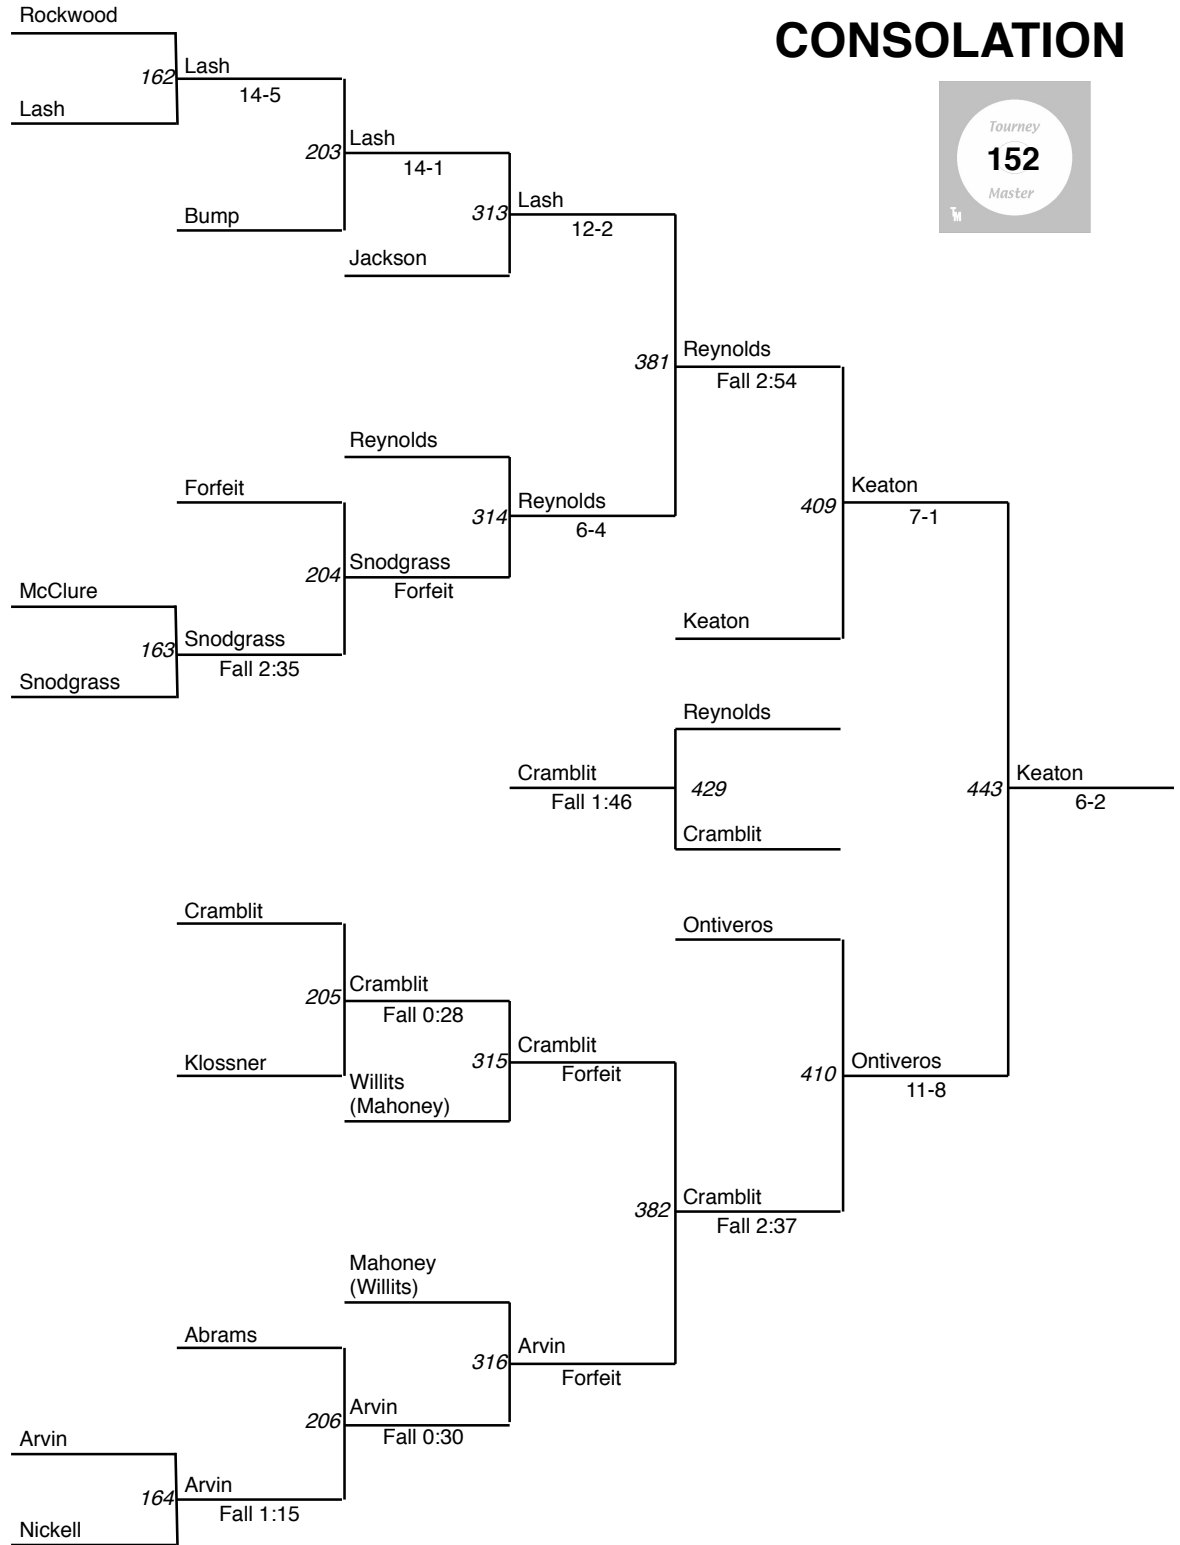 Rockwood
CONSOLATION
162
Lash
14-5
Lash
Tourney
152
Master
TM
203
Lash
14-1
Bump
313
Lash
12-2
Jackson
381
Reynolds
Fall 2:54
Reynolds
Forfeit
314
Reynolds
6-4
409
Keaton
7-1
204
Snodgrass
Forfeit
McClure
163
Snodgrass
Fall 2:35
Keaton
Snodgrass
Reynolds
Cramblit
Fall 1:46
429
443
Keaton
6-2
Cramblit
Cramblit
Ontiveros
205
Cramblit
Fall 0:28
Klossner
315
Cramblit
Forfeit
Willits
(Mahoney)
410
Ontiveros
11-8
382
Cramblit
Fall 2:37
Mahoney
(Willits)
Abrams
316
Arvin
Forfeit
206
Arvin
Fall 0:30
Arvin
164
Arvin
Fall 1:15
Nickell